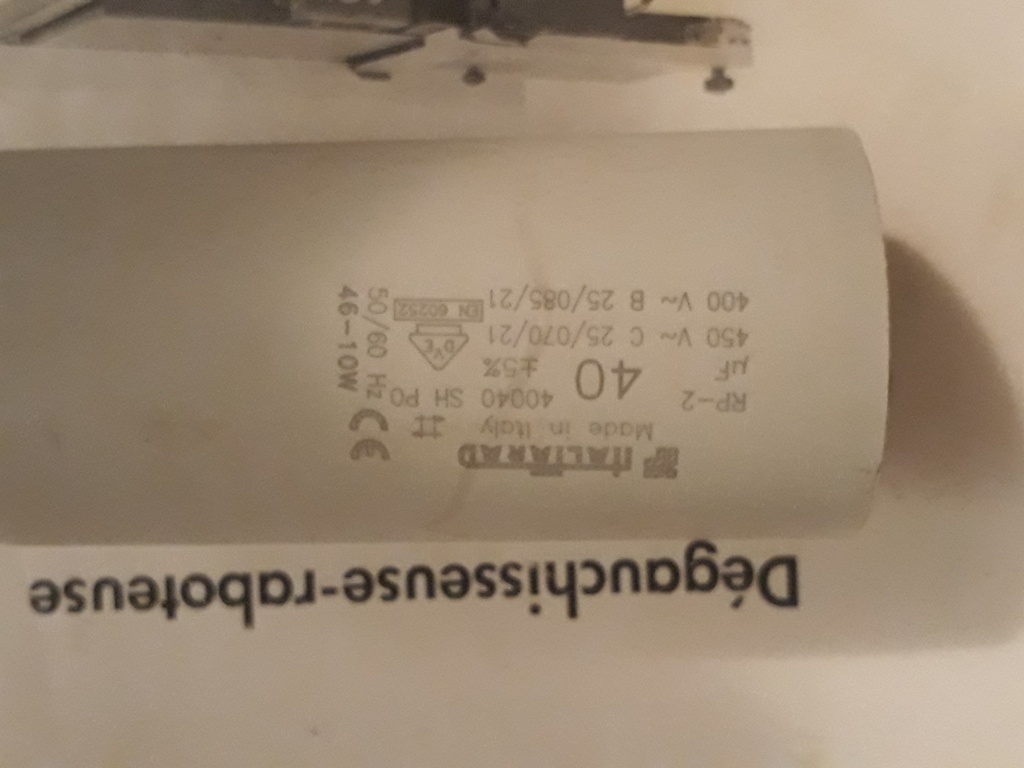 Dégauchisseuse-raboteuse
ITALFARAD
Made in Italy
RP-2 40040 SH PO
µF 40 ±5%
450 V~ C 25/070/21
400 V~ B 25/085/21
DVE
EN 60252
CE
50/60 Hz
46-10W